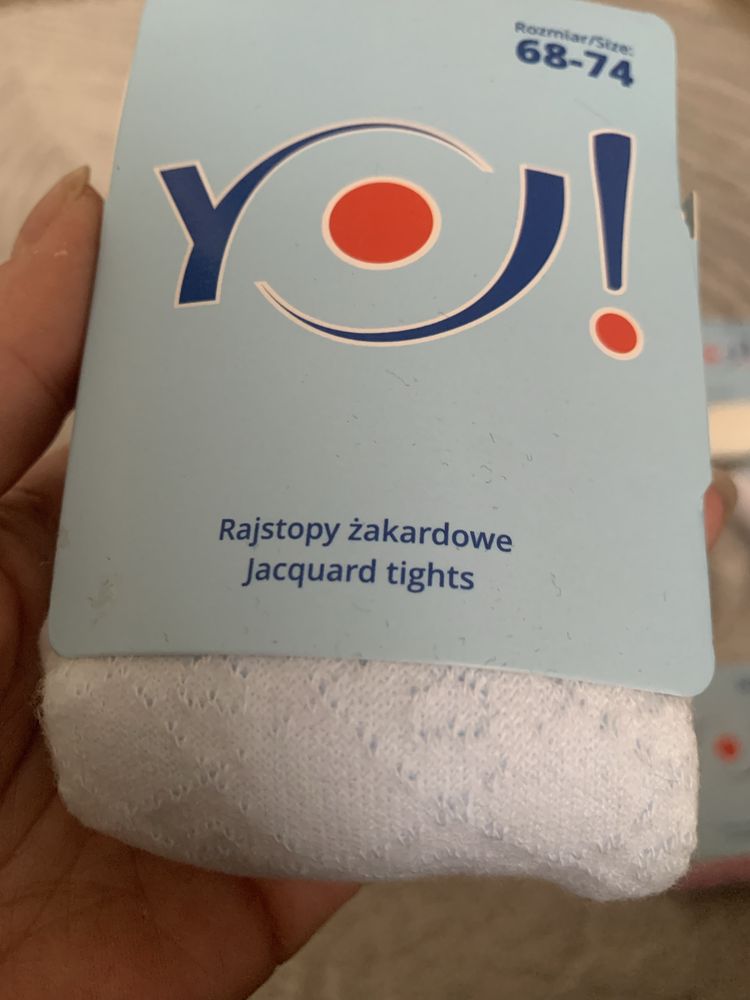 Rozmiar/Size:
68-74
YO!
Rajstopy żakardowe
Jacquard tights